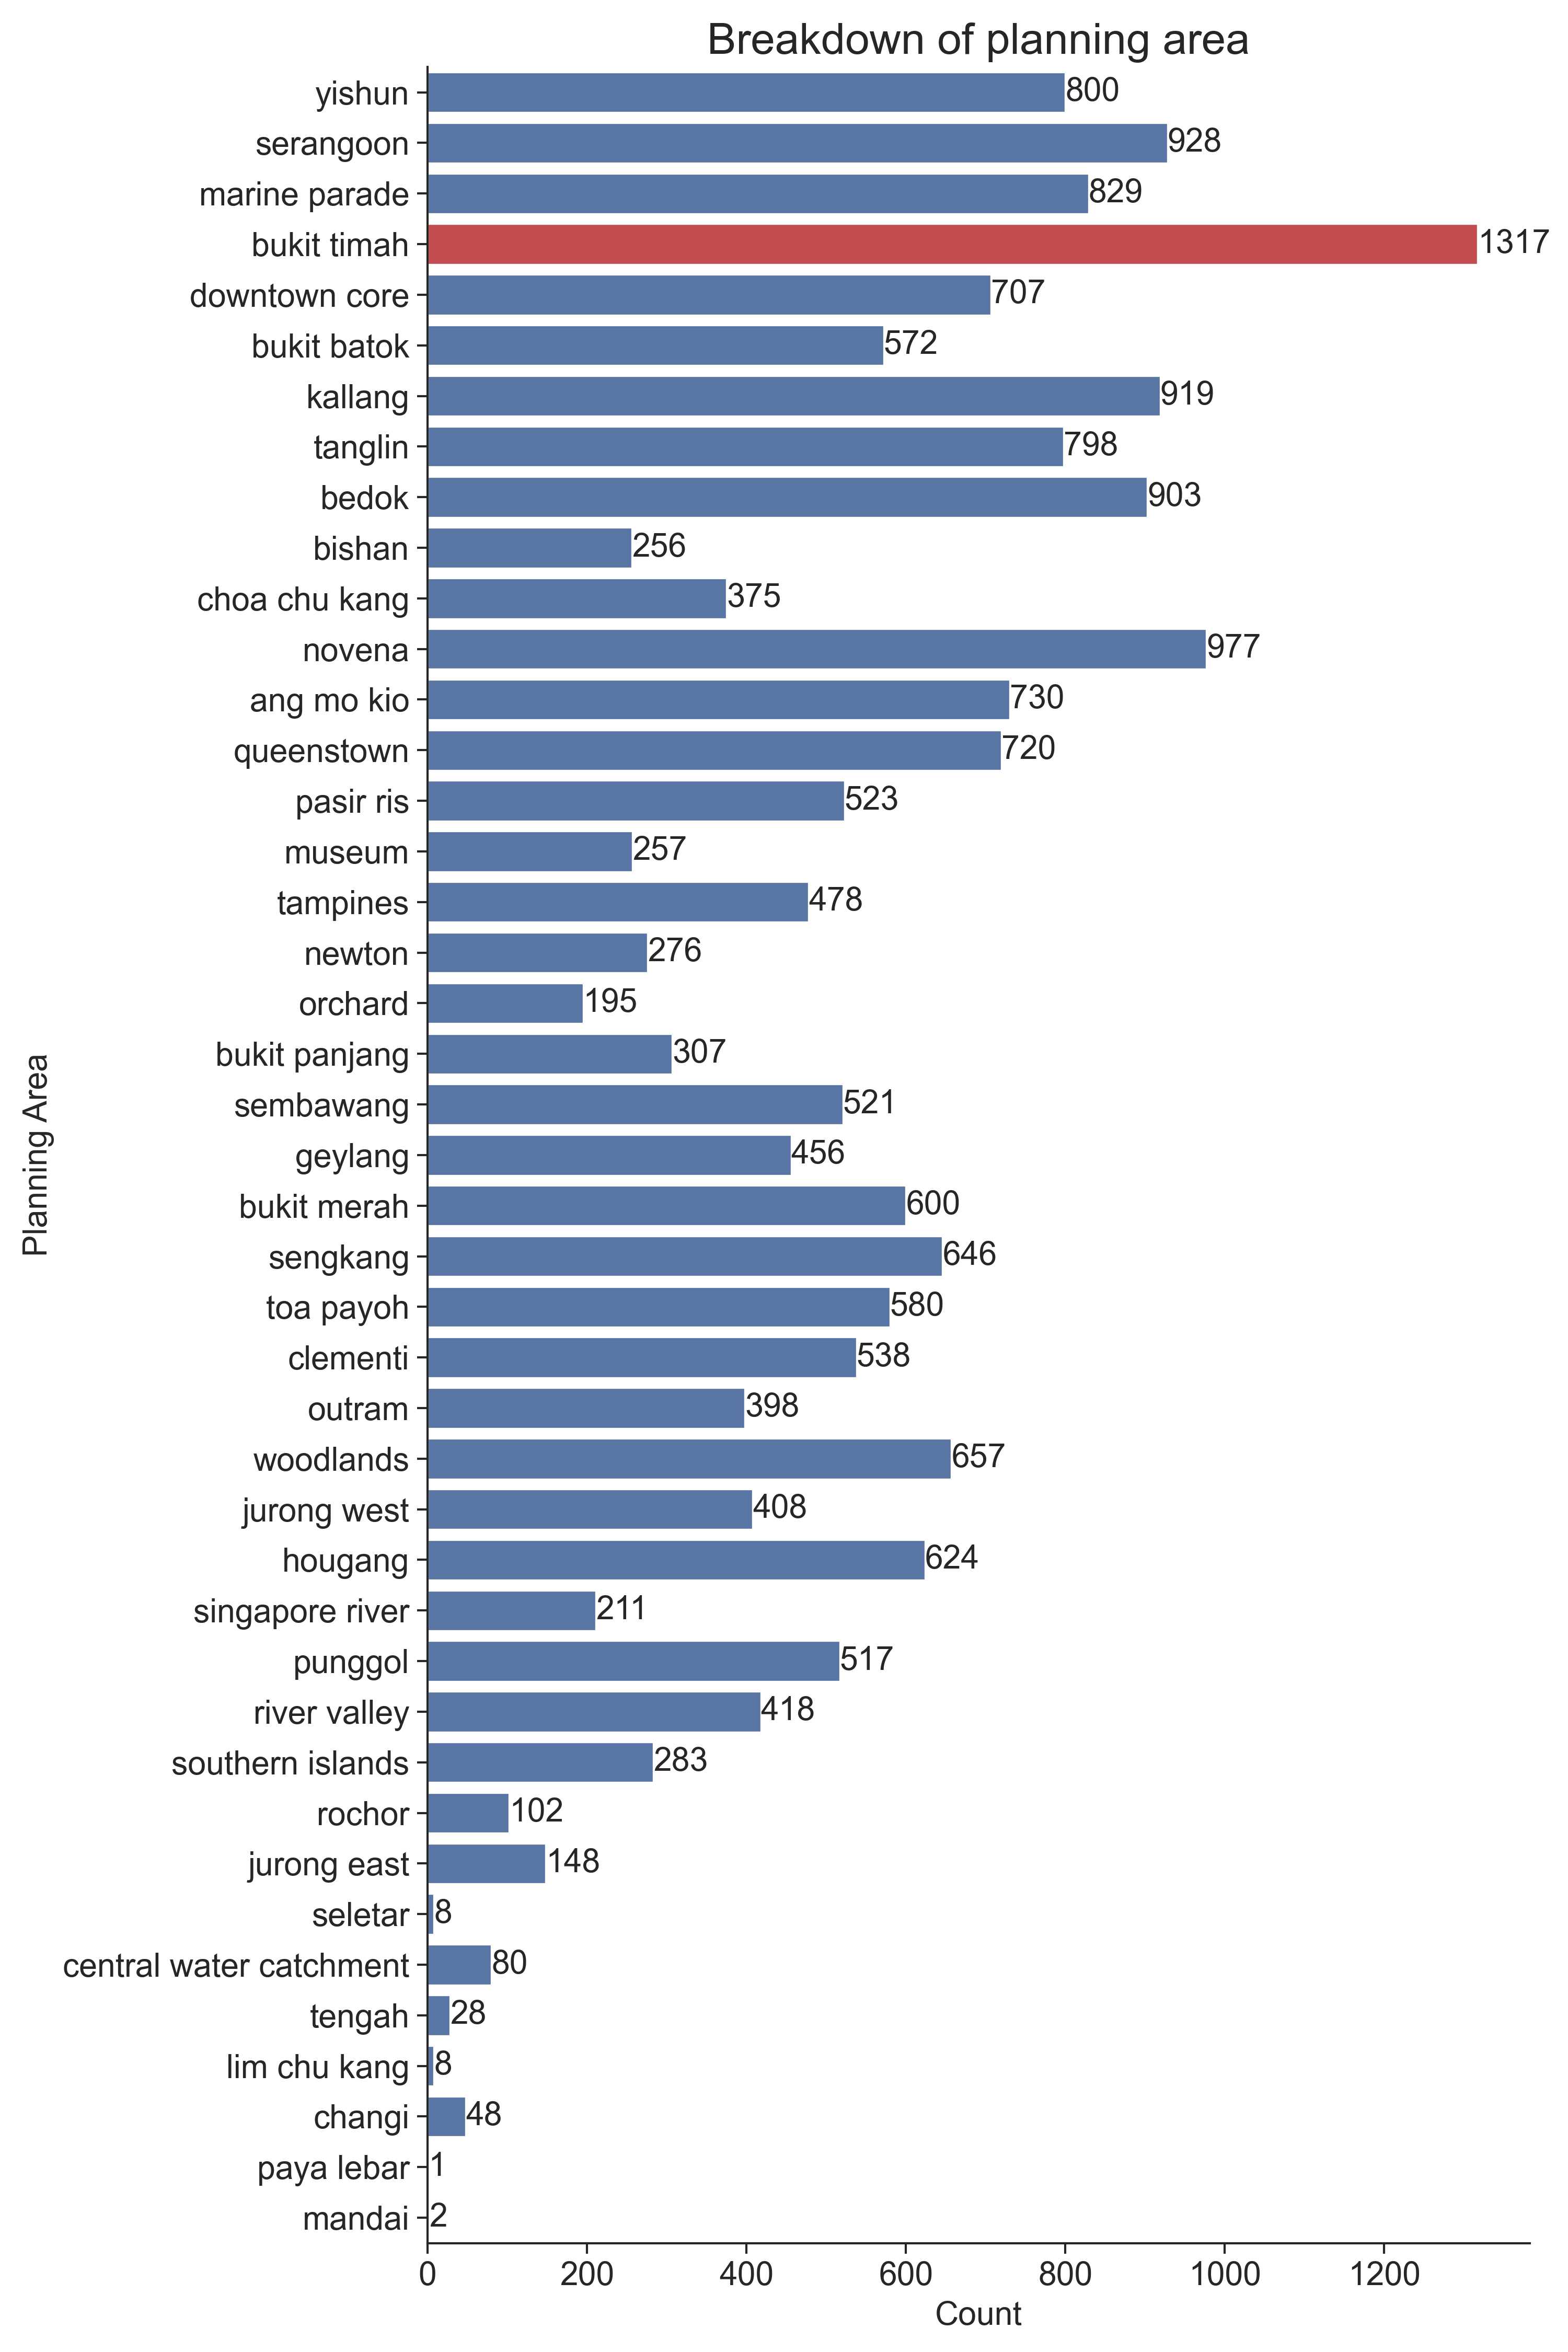 Breakdown of planning area
yishun 800
serangoon 928
marine parade 829
bukit timah 1317
downtown core 707
bukit batok 572
kallang 919
tanglin 798
bedok 903
bishan 256
choa chu kang 375
novena 977
ang mo kio 730
queenstown 720
pasir ris 523
museum 257
tampines 478
newton 276
orchard 195
bukit panjang 307
sembawang 521
geylang 456
bukit merah 600
sengkang 646
toa payoh 580
clementi 538
outram 398
woodlands 657
jurong west 408
hougang 624
singapore river 211
punggol 517
river valley 418
southern islands 283
rochor 102
jurong east 148
seletar 8
central water catchment 80
tengah 28
lim chu kang 8
changi 48
paya lebar 1
mandai 2
Planning Area
0 200 400 600 800 1000 1200
Count